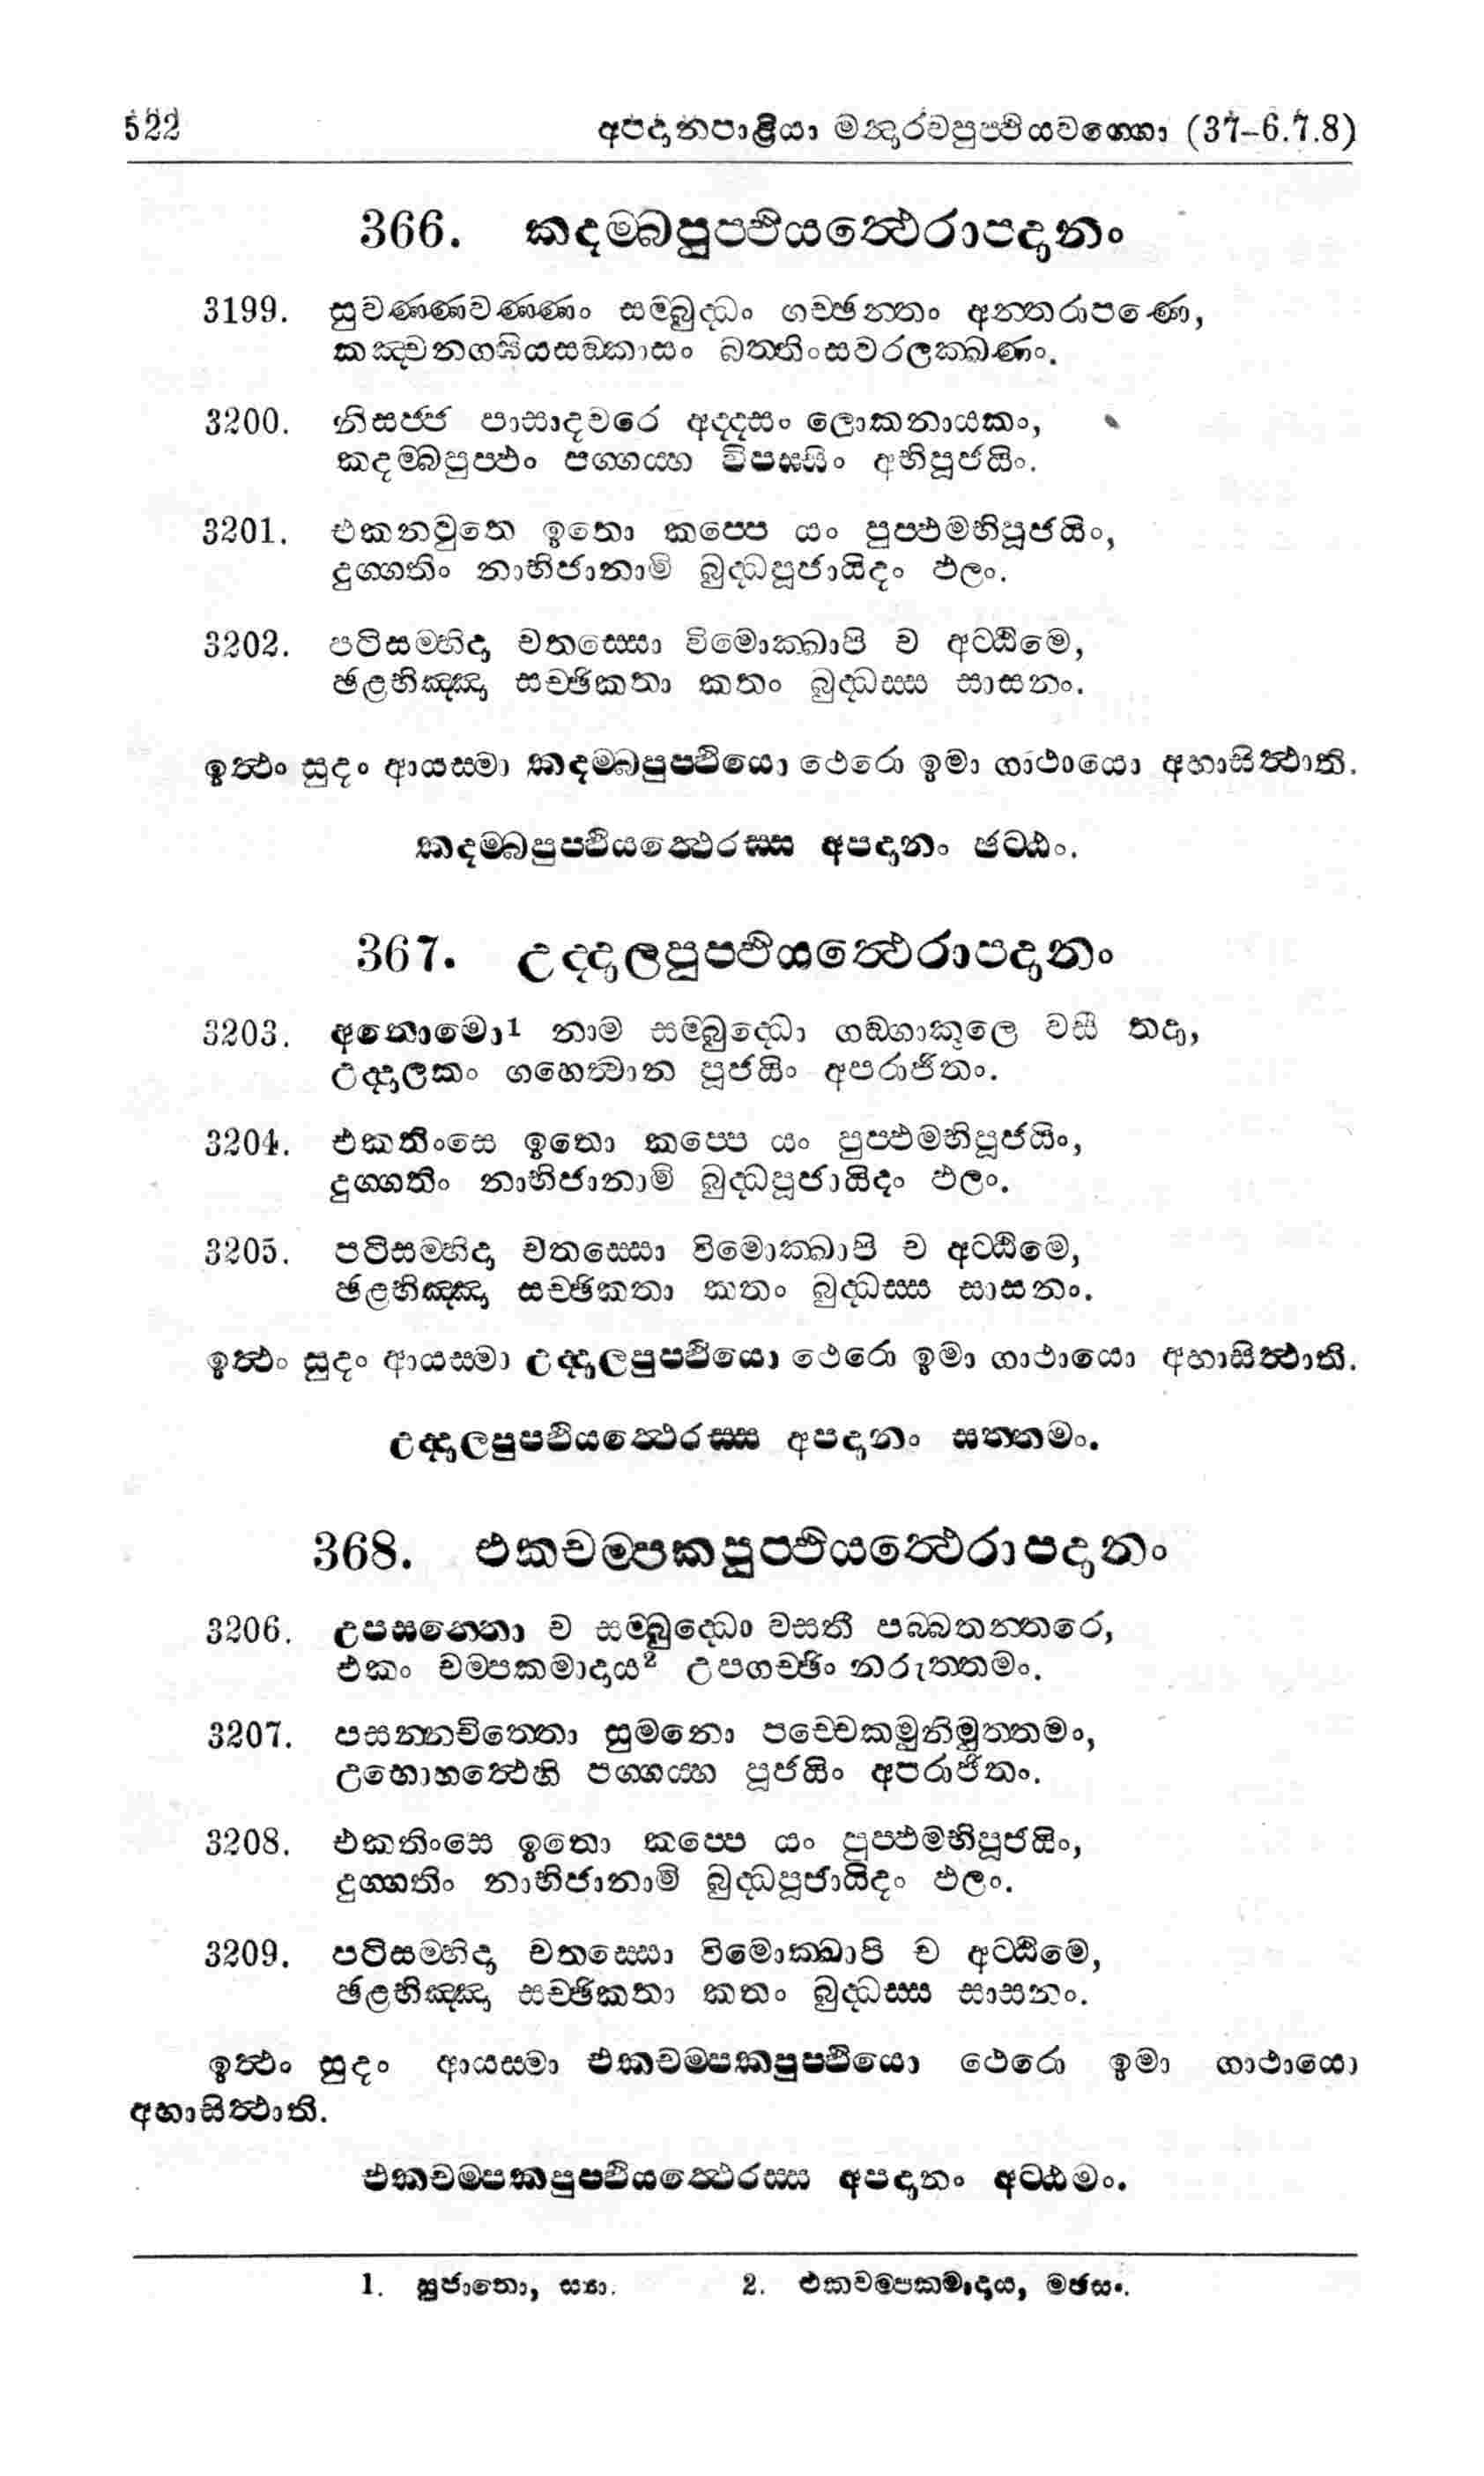 522 අපදානපාළියා මන්දාරවපුප්ඵියවග්ගො (37-6.7.8)
366. කදම්බපුප්ඵියත්ථෙරාපදානං
3199. සුවණ්ණවණ්ණං සම්බුද්ධං ගච්ඡන්තං අන්තරාපණෙ,
කඤ්චනග්ඝියසඞ්කාසං බත්තිංසවරලක්ඛණං.
3200. නිසජ්ජ පාසාදවරෙ අද්දසං ලොකනායකං,
කදම්බපුප්ඵං පග්ගය්හ විපස්සිං අභිපූජයිං.
3201. එකනවුතෙ ඉතො කප්පෙ යං පුප්ඵමභිපූජයිං,
දුග්ගතිං නාභිජානාමි බුද්ධපූජායිදං ඵලං.
3202. පටිසම්භිදා චතස්සො විමොක්ඛාපි ච අට්ඨිමෙ,
ඡළභිඤ්ඤා සච්ඡිකතා කතං බුද්ධස්ස සාසනං.
ඉත්ථං සුදං ආයස්මා කදම්බපුප්ඵියො ථෙරො ඉමා ගාථායො අභාසිත්ථාති.
කදම්බපුප්ඵියත්ථෙරස්ස අපදානං ඡට්ඨං.
367. උද්දාලපුප්ඵියත්ථෙරාපදානං
3203. අනොමො1 නාම සම්බුද්ධො ගඞ්ගාකූලෙ වසී තදා,
උද්දාලකං ගහෙත්වාන පූජයිං අපරාජිතං.
3204. එකතිංසෙ ඉතො කප්පෙ යං පුප්ඵමභිපූජයිං,
දුග්ගතිං නාභිජානාමි බුද්ධපූජායිදං ඵලං.
3205. පටිසම්භිදා චතස්සො විමොක්ඛාපි ච අට්ඨිමෙ,
ඡළභිඤ්ඤා සච්ඡිකතා කතං බුද්ධස්ස සාසනං.
ඉත්ථං සුදං ආයස්මා උද්දාලපුප්ඵියො ථෙරො ඉමා ගාථායො අභාසිත්ථාති.
උද්දාලපුප්ඵියත්ථෙරස්ස අපදානං සත්තමං.
368. එකචම්පකපුප්ඵියත්ථෙරාපදානං
3206. උපසන්තො ච සම්බුද්ධො වසතී පබ්බතන්තරෙ,
එකං චම්පකමාදාය2 උපගච්ඡිං නරුත්තමං.
3207. පසන්නචිත්තො සුමනො පච්චෙකමුනිමුත්තමං,
උභොහත්ථෙහි පග්ගය්හ පූජයිං අපරාජිතං.
3208. එකතිංසෙ ඉතො කප්පෙ යං පුප්ඵමභිපූජයිං,
දුග්ගතිං නාභිජානාමි බුද්ධපූජායිදං ඵලං.
3209. පටිසම්භිදා චතස්සො විමොක්ඛාපි ච අට්ඨිමෙ,
ඡළභිඤ්ඤා සච්ඡිකතා කතං බුද්ධස්ස සාසනං.
ඉත්ථං සුදං ආයස්මා එකචම්පකපුප්ඵියො ථෙරො ඉමා ගාථායො
අභාසිත්ථාති.
එකචම්පකපුප්ඵියත්ථෙරස්ස අපදානං අට්ඨමං.
1. සුජාතො, ස්‍යා. 2. එකචම්පකමාදාය, මඡසං.